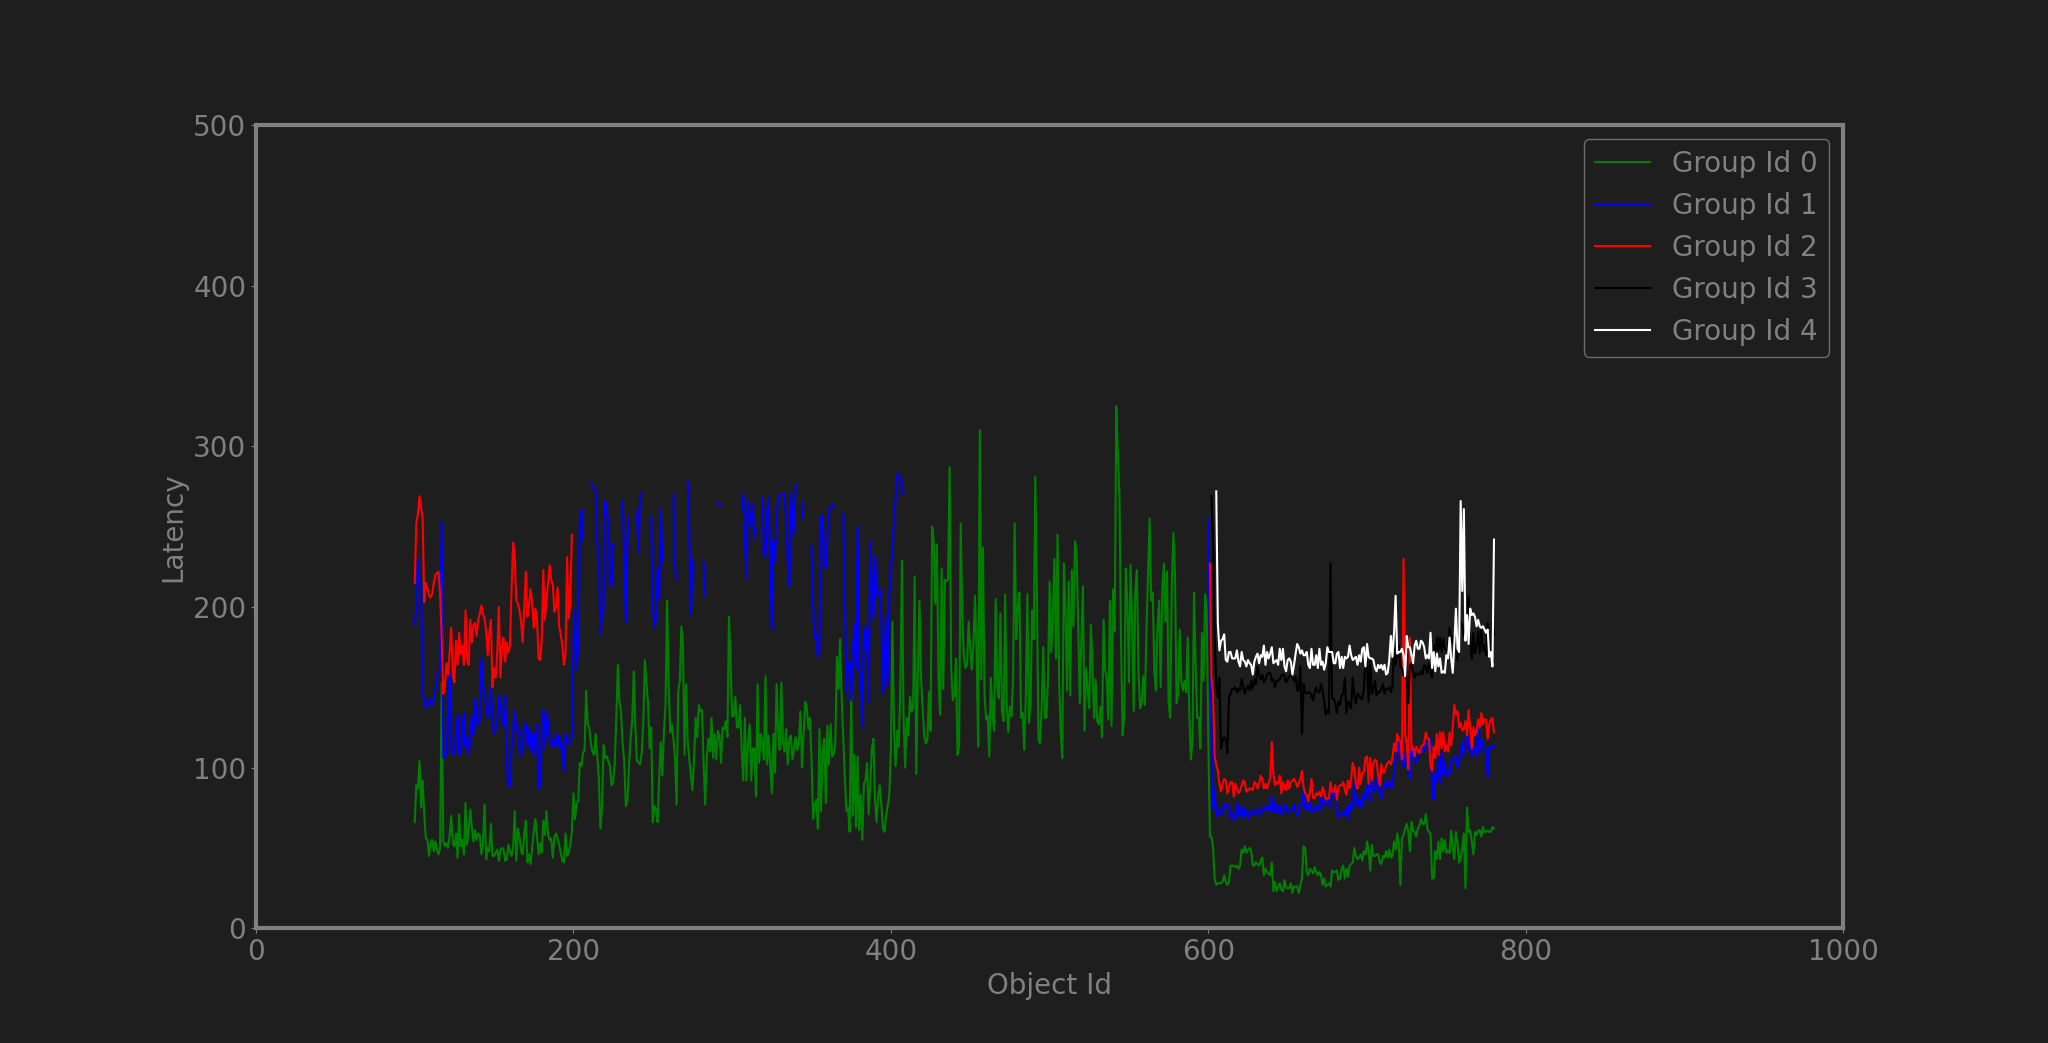 500
400
300
200
100
0
Latency
0 200 400 600 800 1000
Object Id
Group Id 0
Group Id 1
Group Id 2
Group Id 3
Group Id 4